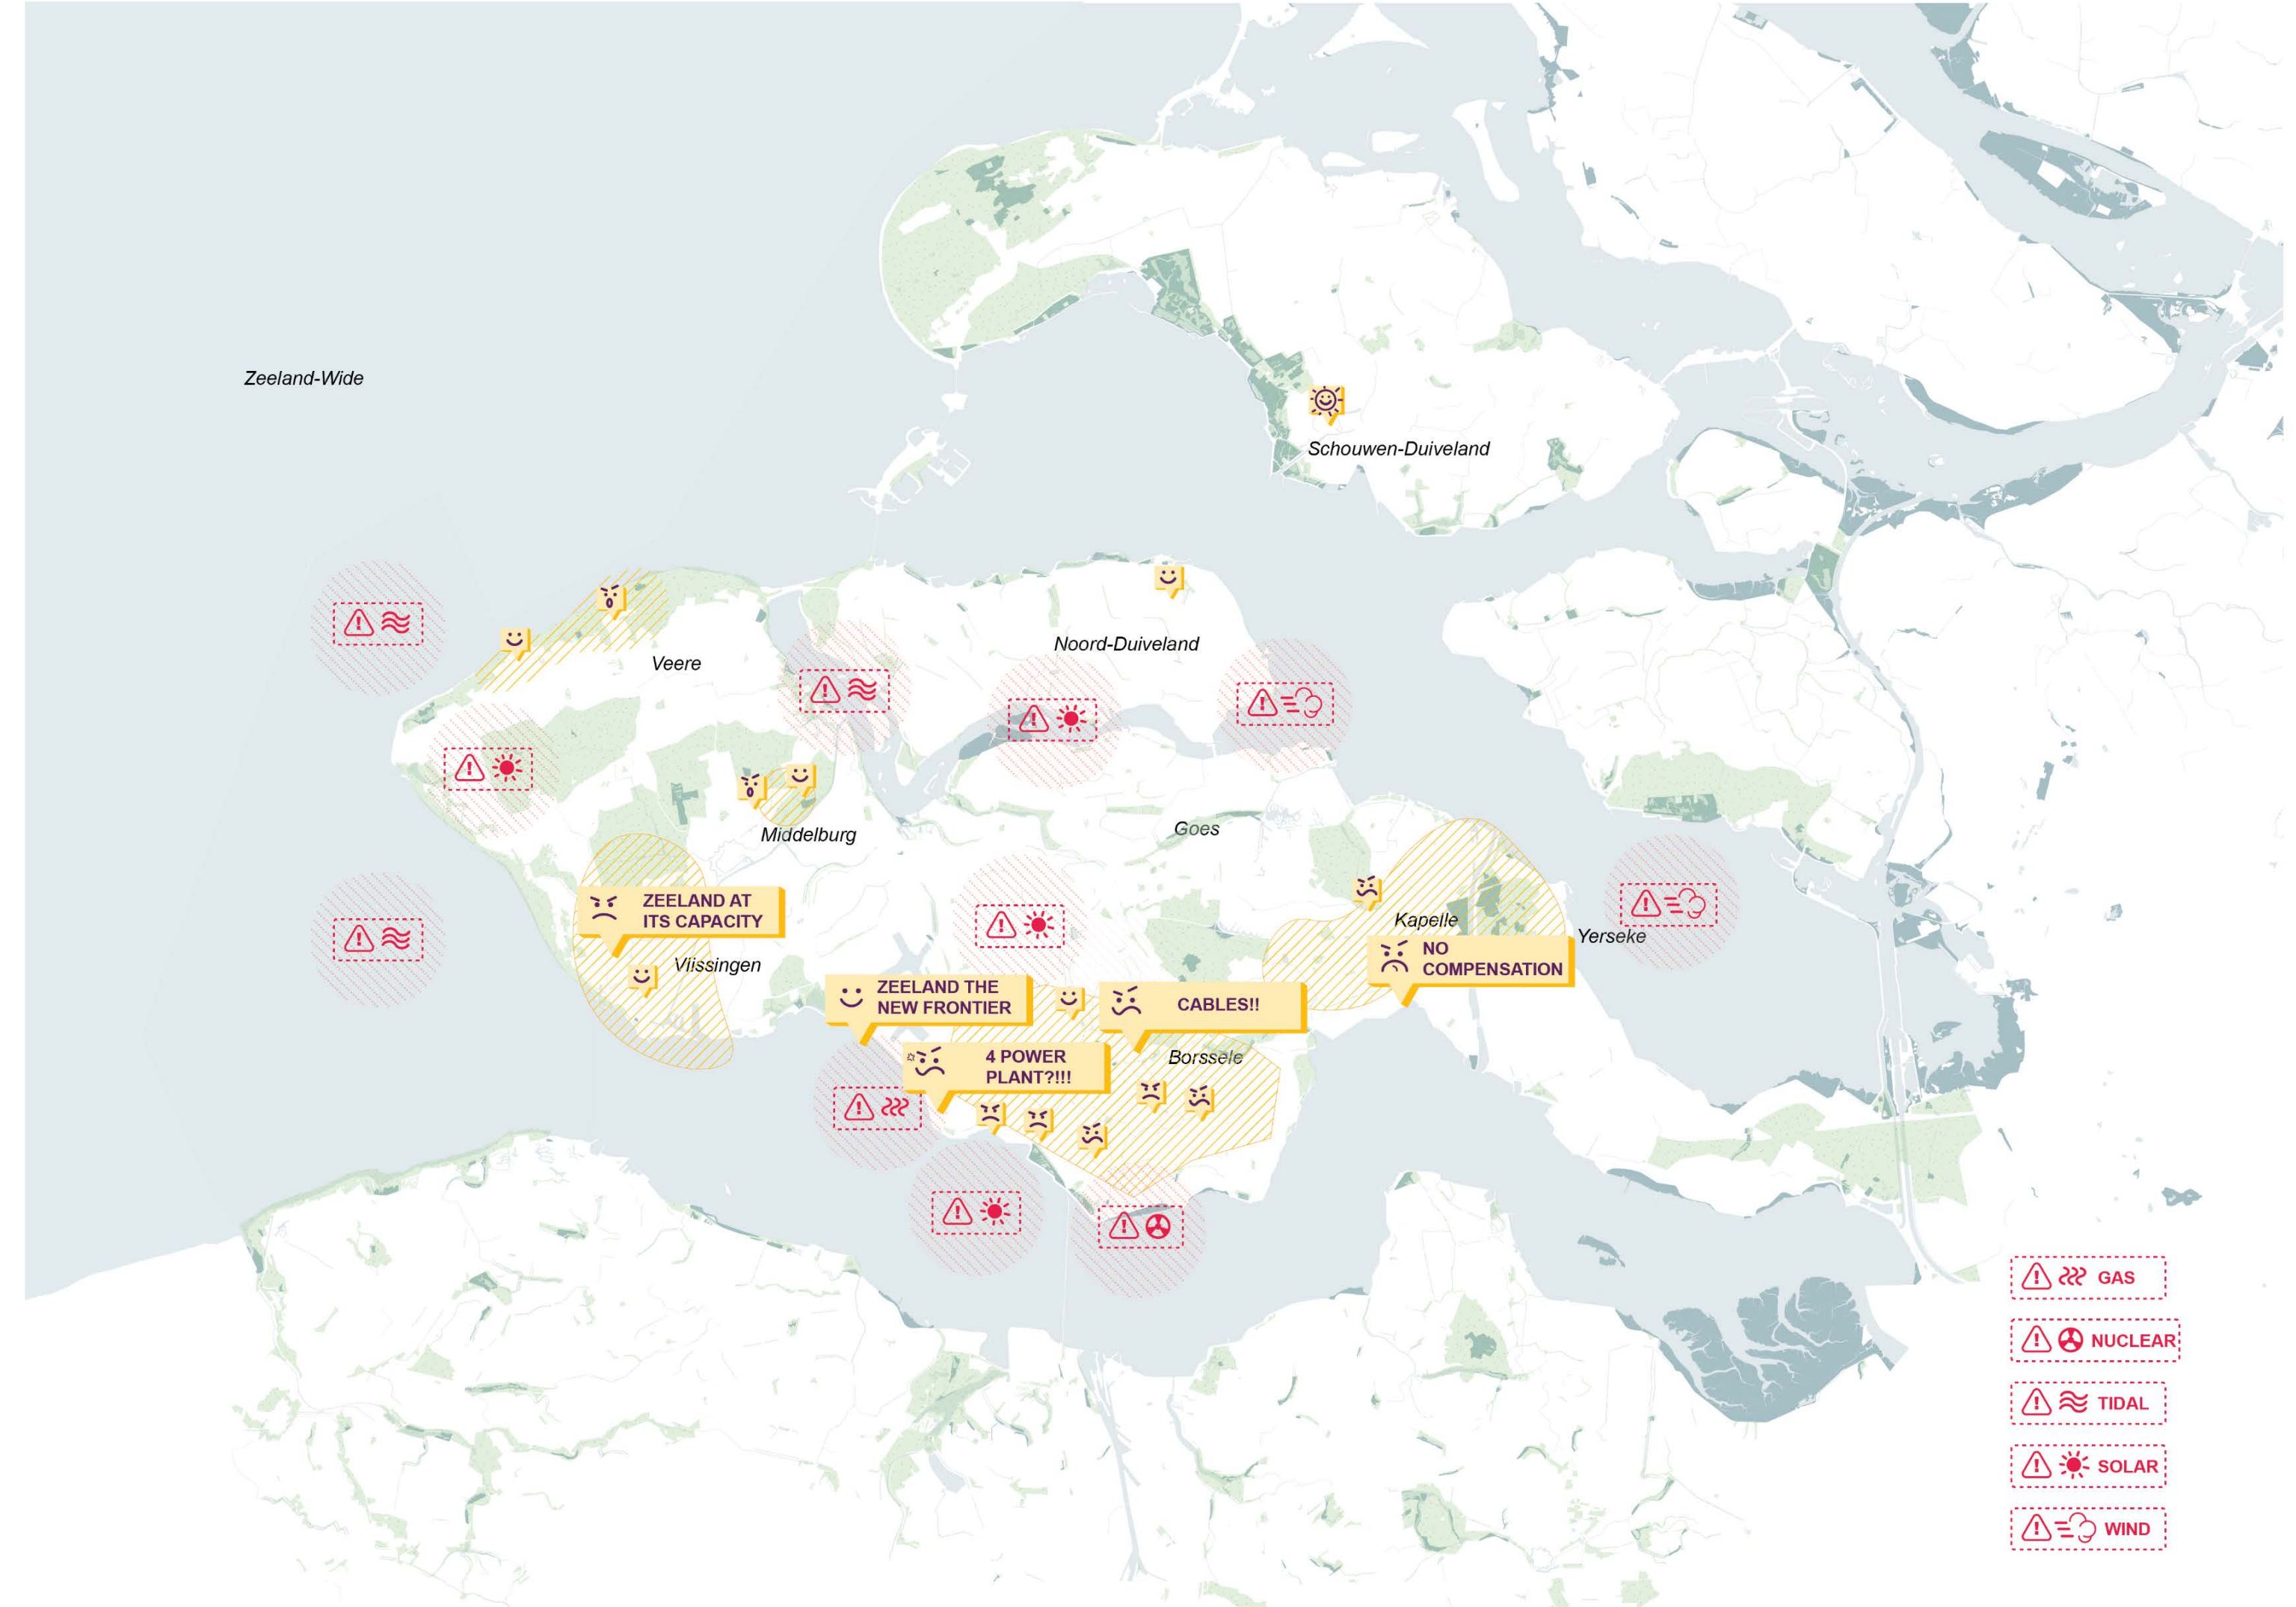 Zeeland-Wide
Schouwen-Duiveland
Noord-Duiveland
Veere
Middelburg
Goes
ZEELAND AT
ITS CAPACITY
Kapelle
Yerseke
NO
COMPENSATION
Vlissingen
ZEELAND THE
NEW FRONTIER
CABLES!!
4 POWER
PLANT?!!!
Borssele
GAS
NUCLEAR
TIDAL
SOLAR
WIND